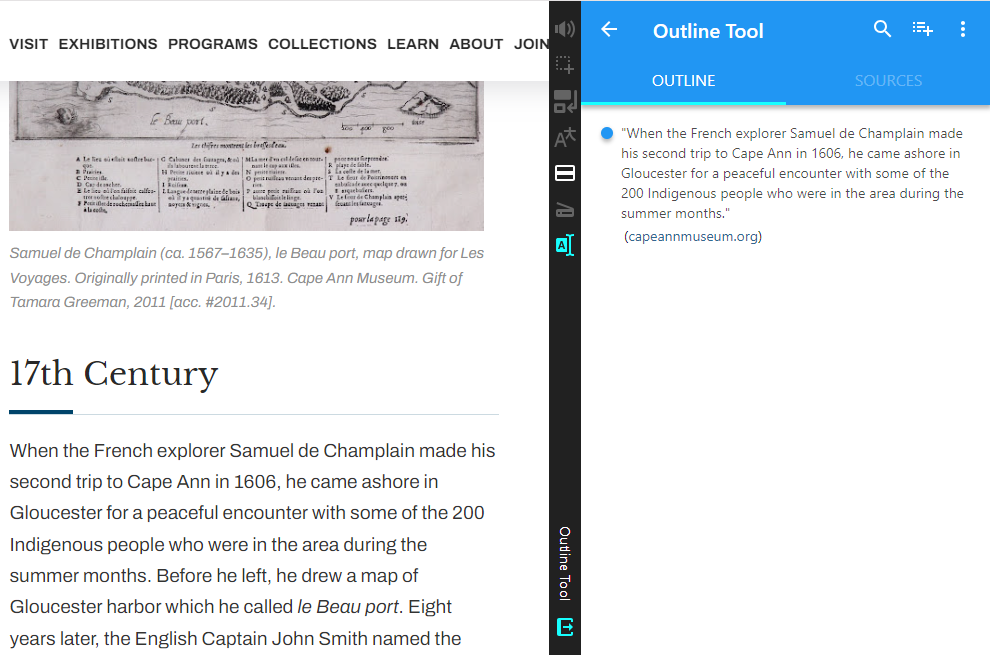 VISIT EXHIBITIONS PROGRAMS COLLECTIONS LEARN ABOUT JOIN
le Beau port.
pour la page 119.
Samuel de Champlain (ca. 1567–1635), le Beau port, map drawn for Les
Voyages. Originally printed in Paris, 1613. Cape Ann Museum. Gift of
Tamara Greeman, 2011 [acc. #2011.34].
17th Century
When the French explorer Samuel de Champlain made his
second trip to Cape Ann in 1606, he came ashore in
Gloucester for a peaceful encounter with some of the 200
Indigenous people who were in the area during the
summer months. Before he left, he drew a map of
Gloucester harbor which he called le Beau port. Eight
years later, the English Captain John Smith named the
Outline Tool
Outline Tool
OUTLINE SOURCES
"When the French explorer Samuel de Champlain made
his second trip to Cape Ann in 1606, he came ashore in
Gloucester for a peaceful encounter with some of the
200 Indigenous people who were in the area during the
summer months."
(capeannmuseum.org)